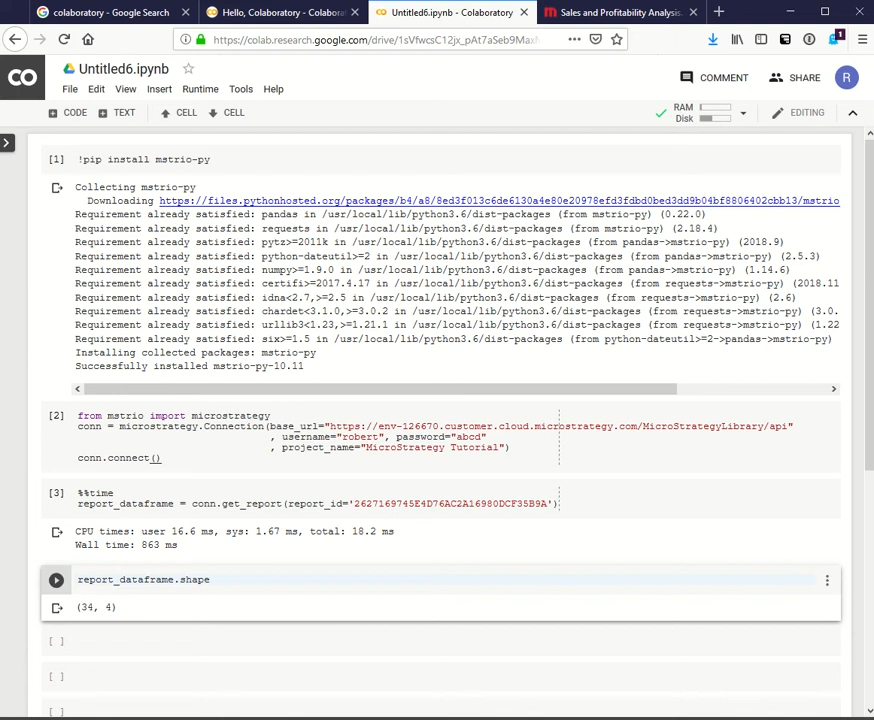 colaboratory - Google Search
Hello, Colaboratory - Colaborat
Untitled6.ipynb - Colaboratory
Sales and Profitability Analysis.
https://colab.research.google.com/drive/1sVfwcsC12jx_pAt7aSeb9MaxM
1
CO
Untitled6.ipynb
COMMENT
SHARE
R
File Edit View Insert Runtime Tools Help
CODE TEXT CELL CELL
RAM
Disk
EDITING
[1] !pip install mstrio-py
Collecting mstrio-py
Downloading https://files.pythonhosted.org/packages/b4/a8/8ed3f013c6de6130a4e80e20978efd3fdbd0bed3dd9b04bf8806402cbb13/mstrio
Requirement already satisfied: pandas in /usr/local/lib/python3.6/dist-packages (from mstrio-py) (0.22.0)
Requirement already satisfied: requests in /usr/local/lib/python3.6/dist-packages (from mstrio-py) (2.18.4)
Requirement already satisfied: pytz>=2011k in /usr/local/lib/python3.6/dist-packages (from pandas->mstrio-py) (2018.9)
Requirement already satisfied: python-dateutil>=2 in /usr/local/lib/python3.6/dist-packages (from pandas->mstrio-py) (2.5.3)
Requirement already satisfied: numpy>=1.9.0 in /usr/local/lib/python3.6/dist-packages (from pandas->mstrio-py) (1.14.6)
Requirement already satisfied: certifi>=2017.4.17 in /usr/local/lib/python3.6/dist-packages (from requests->mstrio-py) (2018.11
Requirement already satisfied: idna<2.7,>=2.5 in /usr/local/lib/python3.6/dist-packages (from requests->mstrio-py) (2.6)
Requirement already satisfied: chardet<3.1.0,>=3.0.2 in /usr/local/lib/python3.6/dist-packages (from requests->mstrio-py) (3.0.
Requirement already satisfied: urllib3<1.23,>=1.21.1 in /usr/local/lib/python3.6/dist-packages (from requests->mstrio-py) (1.22
Requirement already satisfied: six>=1.5 in /usr/local/lib/python3.6/dist-packages (from python-dateutil>=2->pandas->mstrio-py)
Installing collected packages: mstrio-py
Successfully installed mstrio-py-10.11
[2] from mstrio import microstrategy
conn = microstrategy.Connection(base_url="https://env-126670.customer.cloud.microstrategy.com/MicroStrategyLibrary/api"
, username="robert", password="abcd"
, project_name="MicroStrategy Tutorial")
conn.connect()
[3] %%time
report_dataframe = conn.get_report(report_id='2627169745E4D76AC2A16980DCF35B9A')
CPU times: user 16.6 ms, sys: 1.67 ms, total: 18.2 ms
Wall time: 863 ms
report_dataframe.shape
(34, 4)
[ ]
[ ]
[ ]